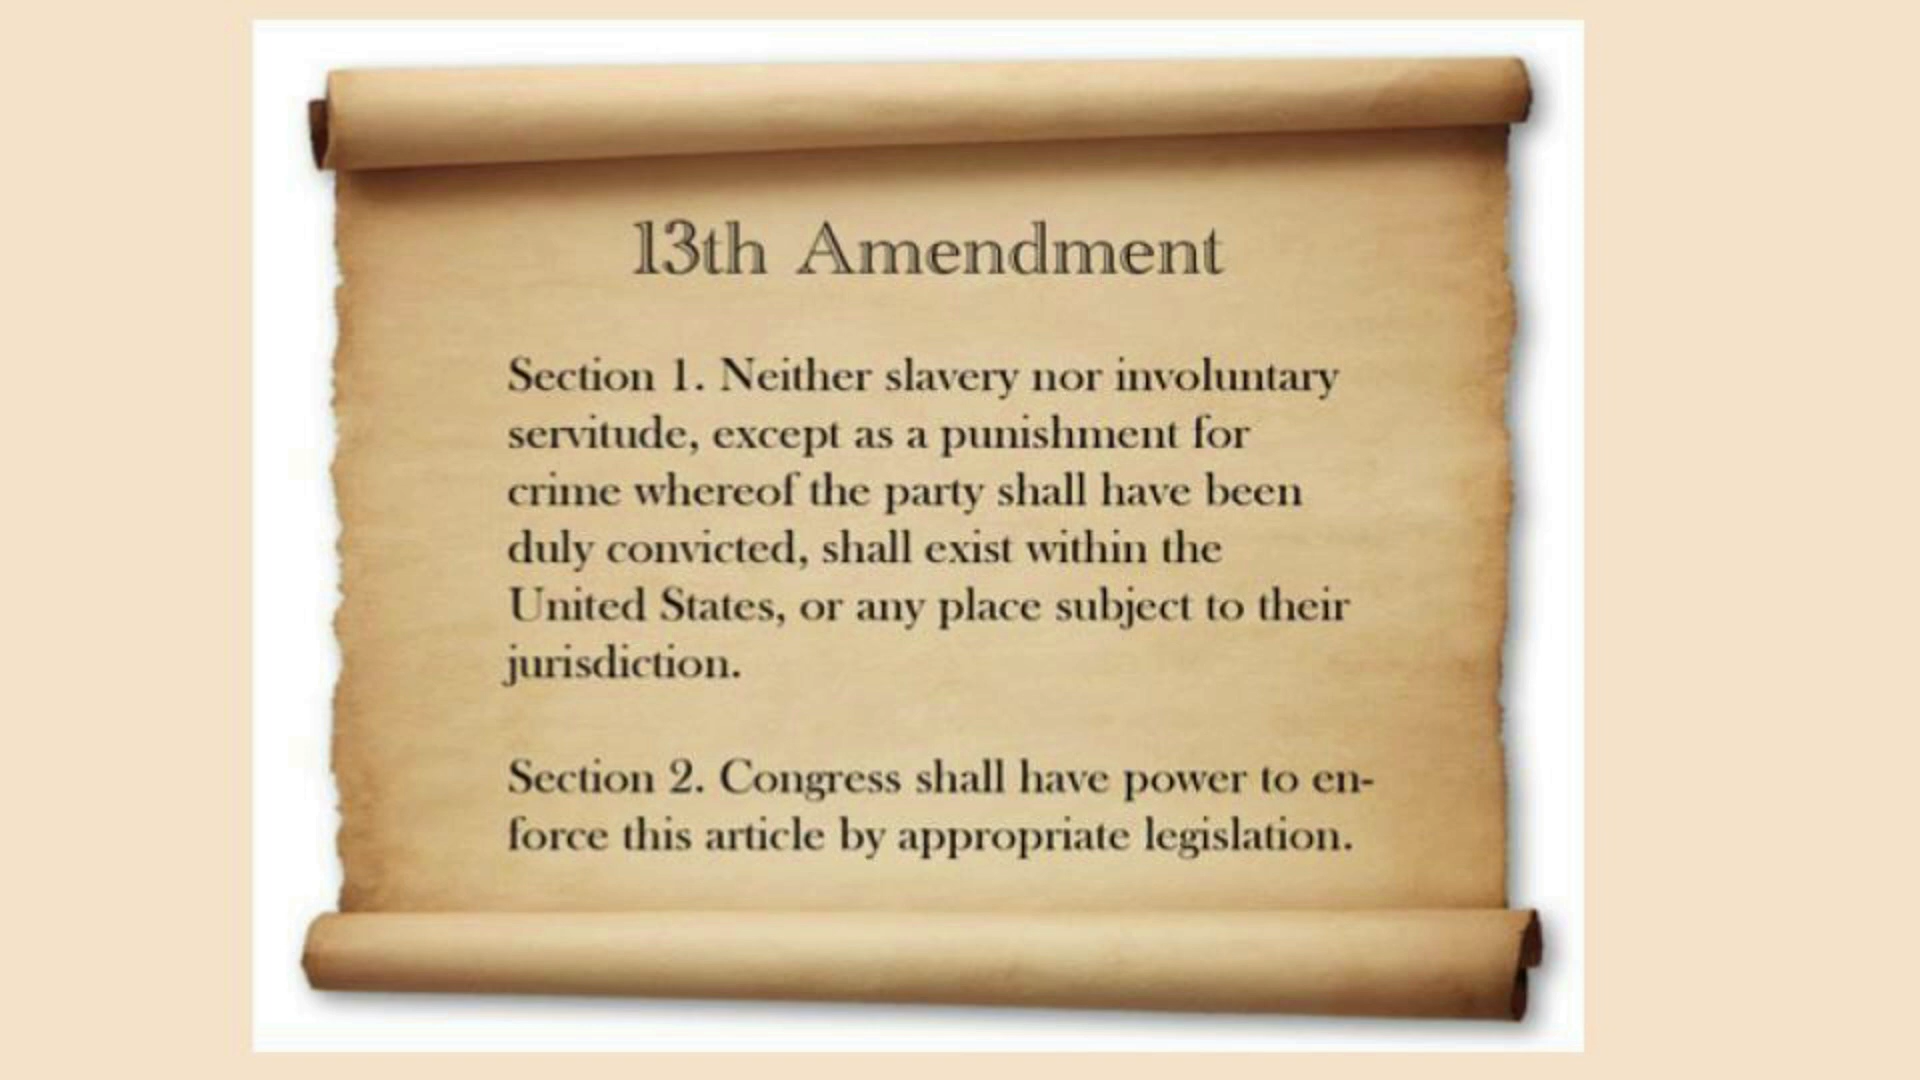 13th Amendment
Section 1. Neither slavery nor involuntary
servitude, except as a punishment for
crime whereof the party shall have been
duly convicted, shall exist within the
United States, or any place subject to their
jurisdiction.
Section 2. Congress shall have power to en-
force this article by appropriate legislation.